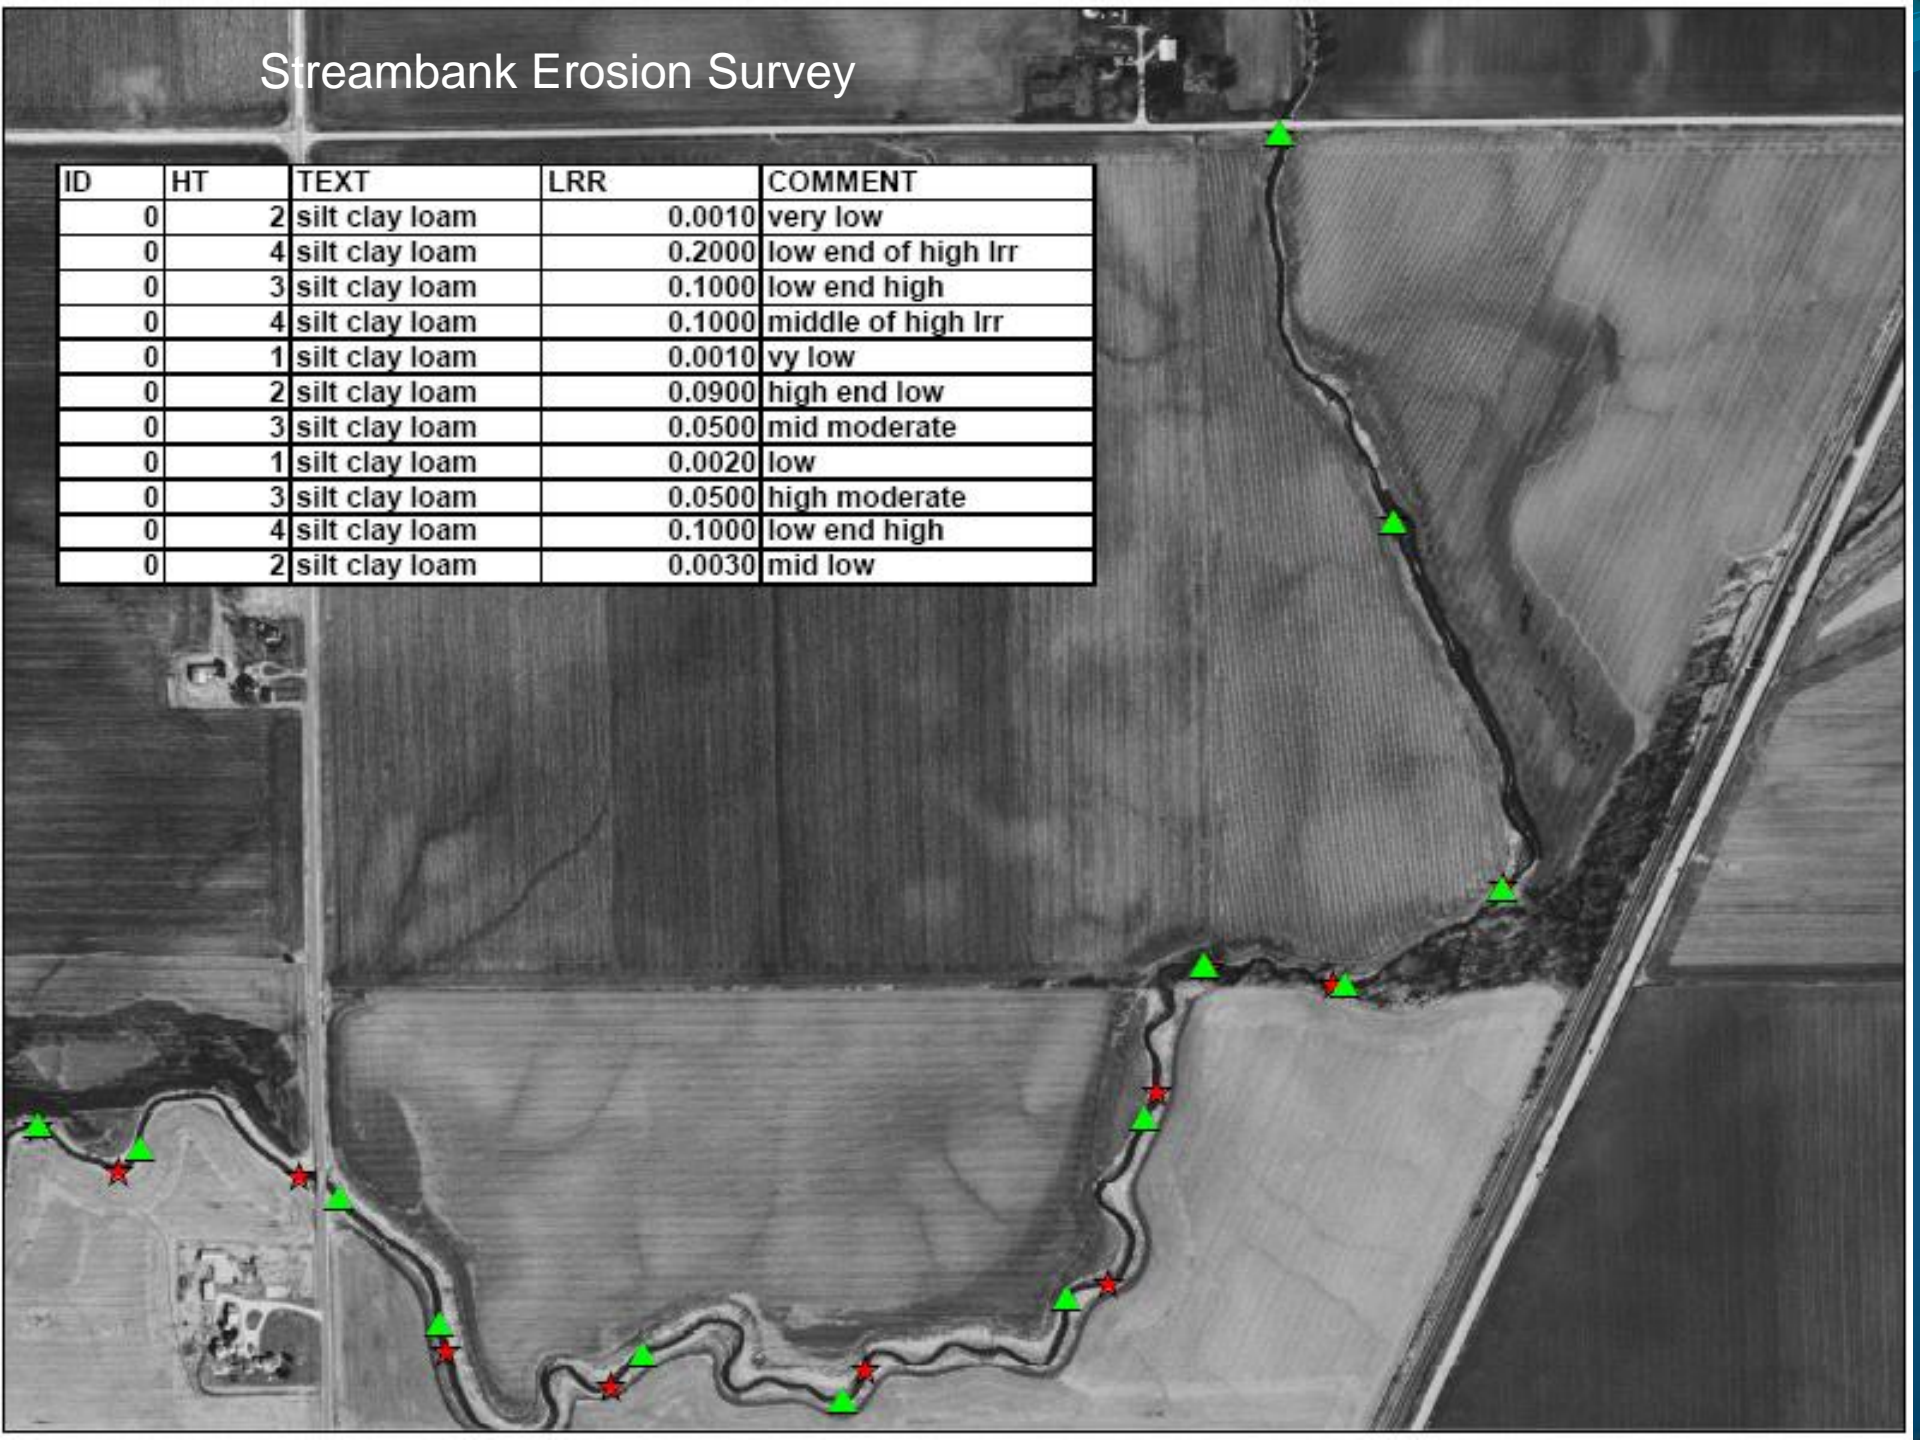 Streambank Erosion Survey
ID HT TEXT LRR COMMENT
0 2 silt clay loam 0.0010 very low
0 4 silt clay loam 0.2000 low end of high lrr
0 3 silt clay loam 0.1000 low end high
0 4 silt clay loam 0.1000 middle of high lrr
0 1 silt clay loam 0.0010 vy low
0 2 silt clay loam 0.0900 high end low
0 3 silt clay loam 0.0500 mid moderate
0 1 silt clay loam 0.0020 low
0 3 silt clay loam 0.0500 high moderate
0 4 silt clay loam 0.1000 low end high
0 2 silt clay loam 0.0030 mid low